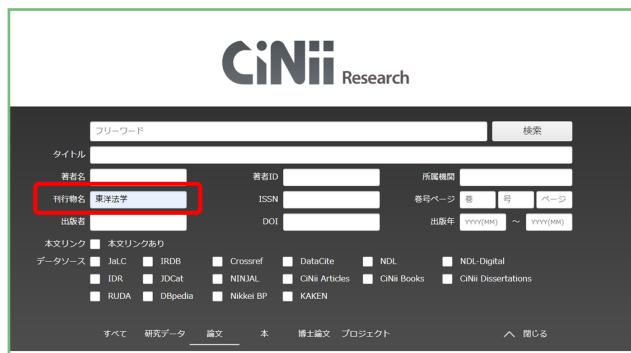 CiNii Research
フリーワード 検索
タイトル
著者名 著者ID 所属機関
刊行物名 東洋法学 ISSN 巻号ページ 巻 号 ページ
出版者 DOI 出版年 YYYY(MM) ～ YYYY(MM)
本文リンク 本文リンクあり
データソース JaLC IRDB Crossref DataCite NDL NDL-Digital
IDR JDCat NINJAL CiNii Articles CiNii Books CiNii Dissertations
RUDA DBpedia Nikkei BP KAKEN
すべて 研究データ 論文 本 博士論文 プロジェクト 閉じる